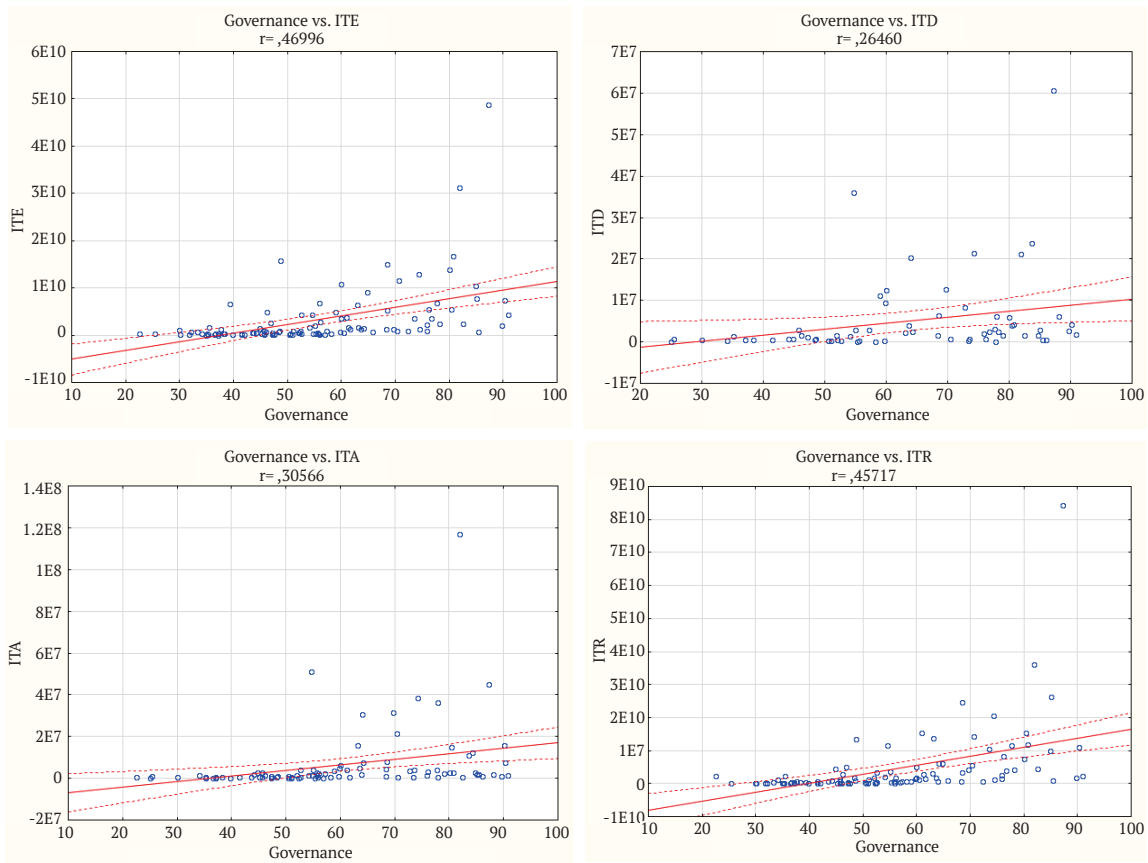 Governance vs. ITE
r= ,46996
6E10
5E10
4E10
3E10
2E10
1E10
0
-1E10
ITE
10 20 30 40 50 60 70 80 90 100
Governance
Governance vs. ITD
r= ,26460
7E7
6E7
5E7
4E7
3E7
2E7
1E7
0
-1E7
ITD
20 30 40 50 60 70 80 90 100
Governance
Governance vs. ITA
r= ,30566
1.4E8
1.2E8
1E8
8E7
6E7
4E7
2E7
0
-2E7
ITA
10 20 30 40 50 60 70 80 90 100
Governance
Governance vs. ITR
r= ,45717
9E10
8E10
7E10
6E10
5E10
4E10
3E10
2E10
1E7
0
-1E10
ITR
10 20 30 40 50 60 70 80 90 100
Governance